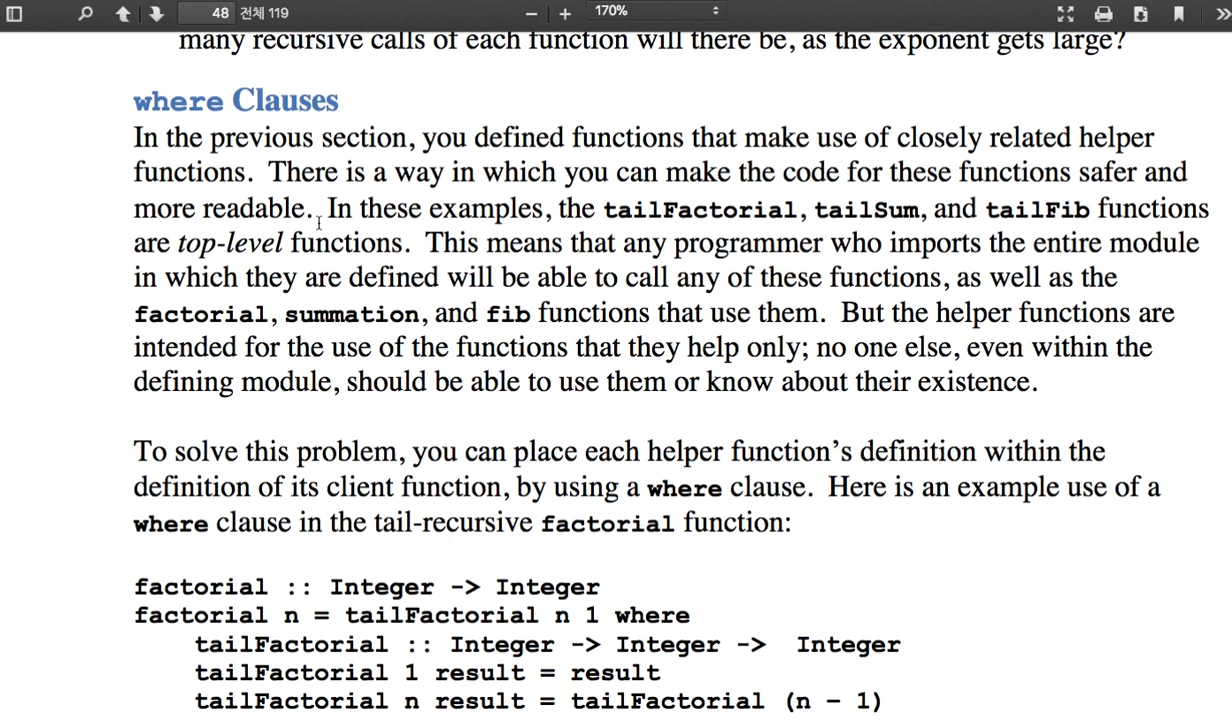 48 전체 119
170%
many recursive calls of each function will there be, as the exponent gets large?
where Clauses
In the previous section, you defined functions that make use of closely related helper
functions. There is a way in which you can make the code for these functions safer and
more readable. In these examples, the tailFactorial, tailSum, and tailFib functions
are top-level functions. This means that any programmer who imports the entire module
in which they are defined will be able to call any of these functions, as well as the
factorial, summation, and fib functions that use them. But the helper functions are
intended for the use of the functions that they help only; no one else, even within the
defining module, should be able to use them or know about their existence.
To solve this problem, you can place each helper function's definition within the
definition of its client function, by using a where clause. Here is an example use of a
where clause in the tail-recursive factorial function:
factorial :: Integer -> Integer
factorial n = tailFactorial n 1 where
    tailFactorial :: Integer -> Integer ->  Integer
    tailFactorial 1 result = result
    tailFactorial n result = tailFactorial (n - 1)